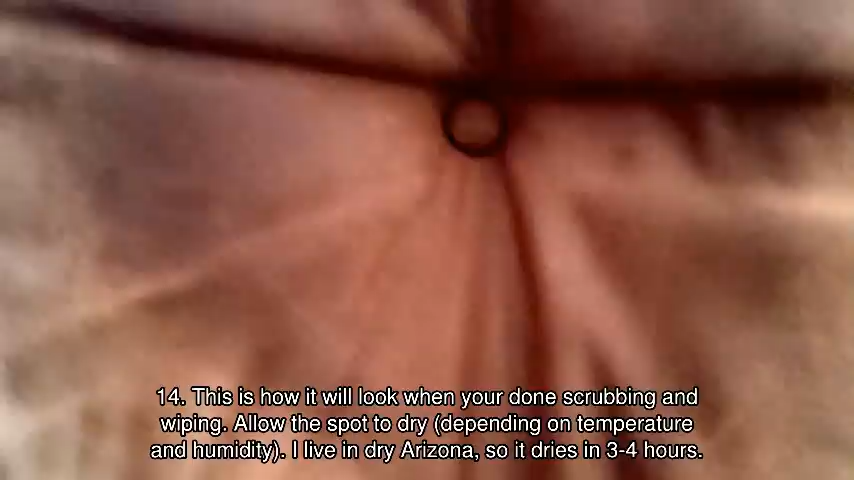 14. This is how it will look when your done scrubbing and
wiping. Allow the spot to dry (depending on temperature
and humidity). I live in dry Arizona, so it dries in 3-4 hours.